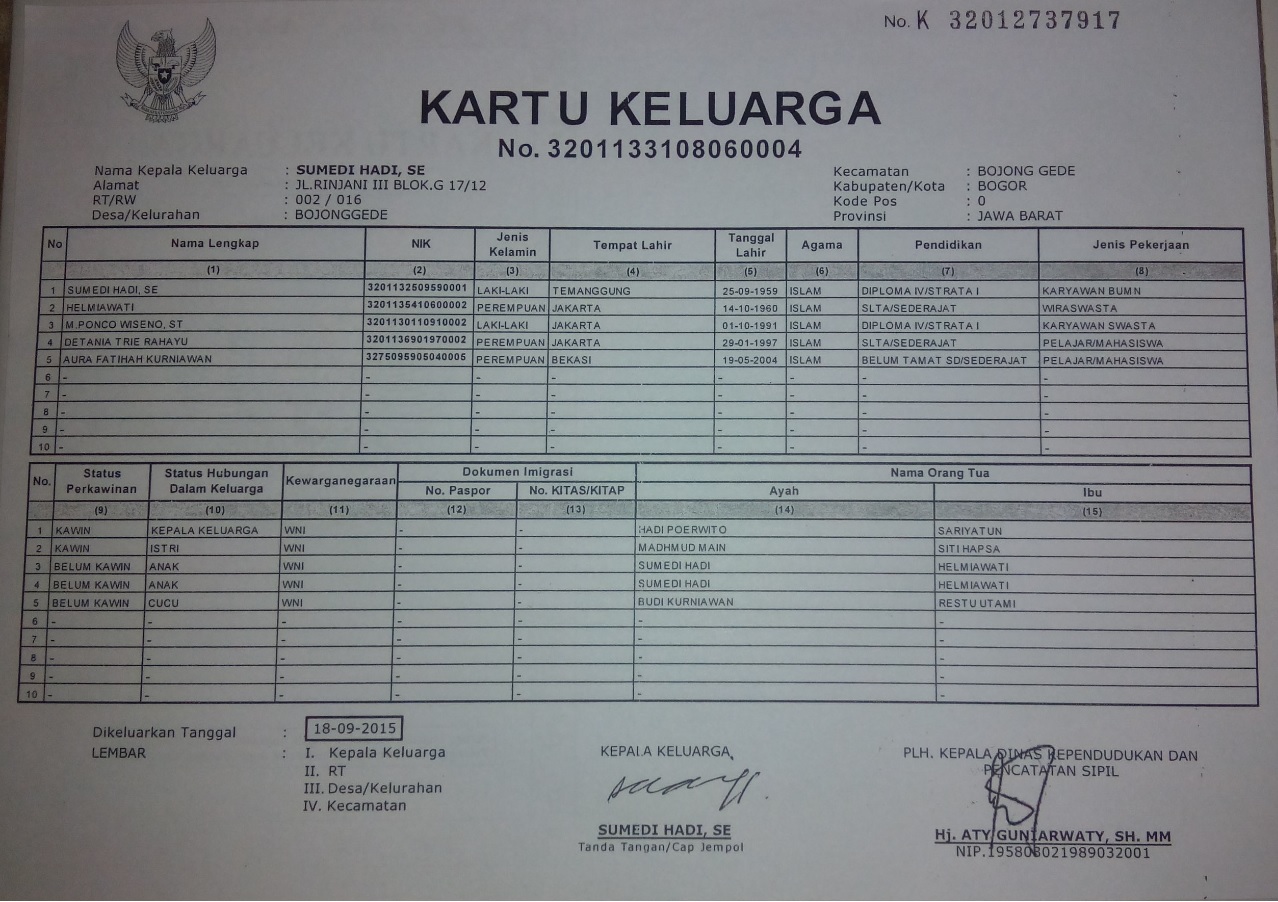 No. K 32012737917
KARTU KELUARGA
No. 3201133108060004
Nama Kepala Keluarga : SUMEDI HADI, SE
Alamat : JL.RINJANI III BLOK.G 17/12
RT/RW : 002 / 016
Desa/Kelurahan : BOJONGGEDE
Kecamatan : BOJONG GEDE
Kabupaten/Kota : BOGOR
Kode Pos : 0
Provinsi : JAWA BARAT
No Nama Lengkap NIK Jenis Kelamin Tempat Lahir Tanggal Lahir Agama Pendidikan Jenis Pekerjaan
(1) (2) (3) (4) (5) (6) (7) (8)
1 SUMEDI HADI, SE 3201132509590001 LAKI-LAKI TEMANGGUNG 25-09-1959 ISLAM DIPLOMA IV/STRATA I KARYAWAN BUMN
2 HELMIAWATI 3201135410600002 PEREMPUAN JAKARTA 14-10-1960 ISLAM SLTA/SEDERAJAT WIRASWASTA
3 M.PONCO WISENO, ST 3201130110910002 LAKI-LAKI JAKARTA 01-10-1991 ISLAM DIPLOMA IV/STRATA I KARYAWAN SWASTA
4 DETANIA TRIE RAHAYU 3201136901970002 PEREMPUAN JAKARTA 29-01-1997 ISLAM SLTA/SEDERAJAT PELAJAR/MAHASISWA
5 AURA FATIHAH KURNIAWAN 3275095905040005 PEREMPUAN BEKASI 19-05-2004 ISLAM BELUM TAMAT SD/SEDERAJAT PELAJAR/MAHASISWA
6 - - - - - - - -
7 - - - - - - - -
8 - - - - - - - -
9 - - - - - - - -
10 - - - - - - - -
No. Status Perkawinan Status Hubungan Dalam Keluarga Kewarganegaraan Dokumen Imigrasi Nama Orang Tua
No. Paspor No. KITAS/KITAP Ayah Ibu
(9) (10) (11) (12) (13) (14) (15)
1 KAWIN KEPALA KELUARGA WNI - - HADI POERWITO SARIYATUN
2 KAWIN ISTRI WNI - - MADHMUD MAIN SITI HAPSA
3 BELUM KAWIN ANAK WNI - - SUMEDI HADI HELMIAWATI
4 BELUM KAWIN ANAK WNI - - SUMEDI HADI HELMIAWATI
5 BELUM KAWIN CUCU WNI - - BUDI KURNIAWAN RESTU UTAMI
6 - - - - - - -
7 - - - - - - -
8 - - - - - - -
9 - - - - - - -
10 - - - - - - -
Dikeluarkan Tanggal : 18-09-2015
LEMBAR : I. Kepala Keluarga
II. RT
III. Desa/Kelurahan
IV. Kecamatan
KEPALA KELUARGA,
SUMEDI HADI, SE
Tanda Tangan/Cap Jempol
PLH. KEPALA DINAS KEPENDUDUKAN DAN
PENCATATAN SIPIL
Hj. ATY GUNIARWATY, SH. MM
NIP.195803021989032001